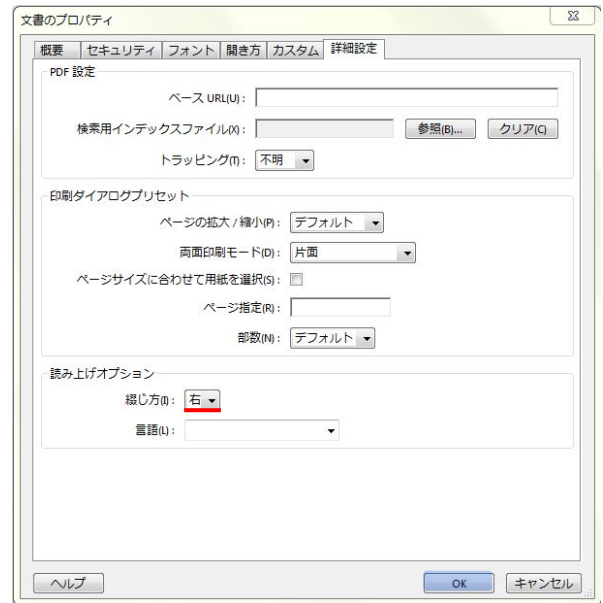 文書のプロパティ
概要 セキュリティ フォント 開き方 カスタム 詳細設定
PDF 設定
ベース URL(U):
検索用インデックスファイル(X): 参照(B)... クリア(C)
トラッピング(T): 不明
印刷ダイアログプリセット
ページの拡大 / 縮小(P): デフォルト
両面印刷モード(D): 片面
ページサイズに合わせて用紙を選択(S):
ページ指定(R):
部数(N): デフォルト
読み上げオプション
綴じ方(I): 右
言語(L):
ヘルプ OK キャンセル